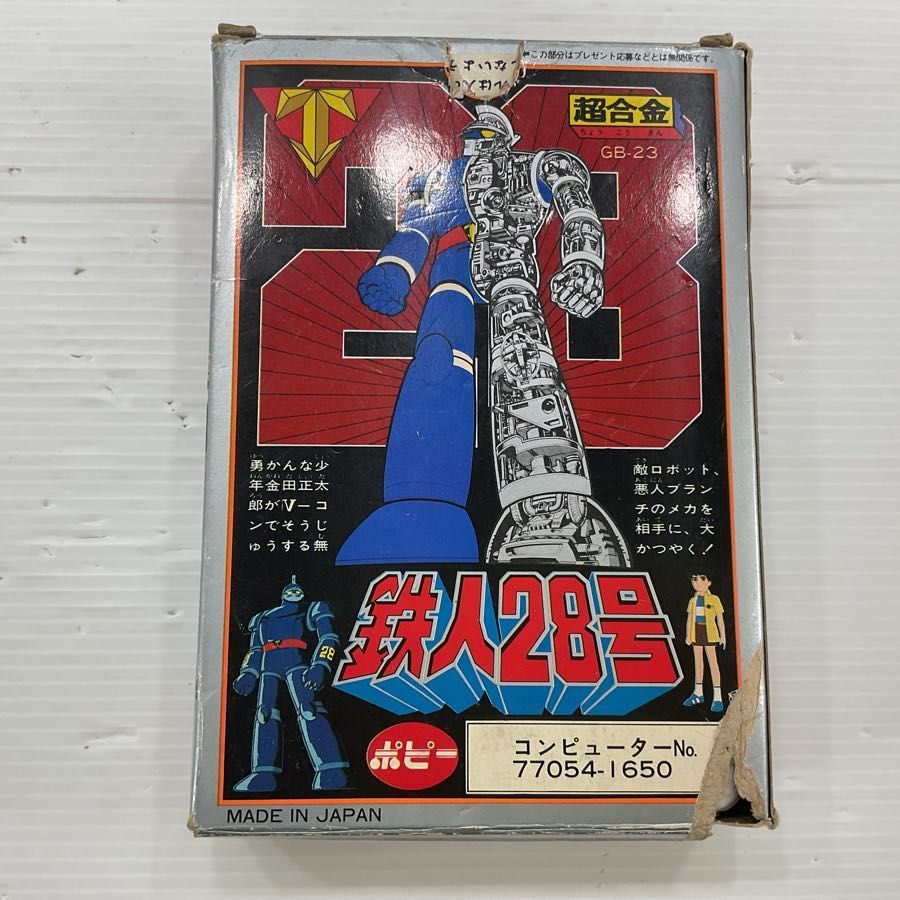 ←この部分はプレゼント応募などとは無関係です。
超合金
ちょう ごう きん
GB-23
28
勇かんな少
年金田正太
郎がVーコ
ンでそうじ
ゅうする無
敵ロボット、
悪人ブラン
チのメカを
相手に、大
かつやく!
鉄人28号
28
ポピー
コンピューターNo.
77054-1650
MADE IN JAPAN